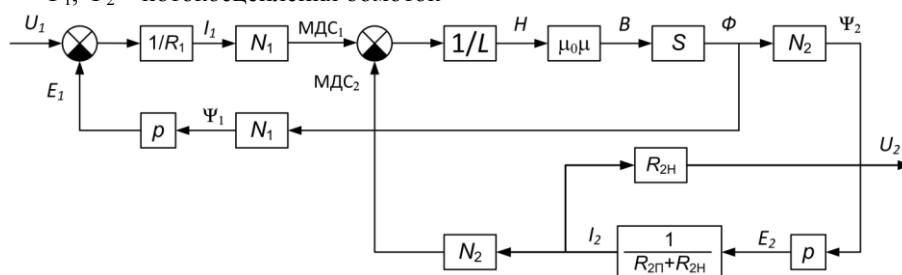 Ψ₁, Ψ₂ – потокосцепления обмоток
U₁ 1/R₁ I₁ N₁ МДС₁ 1/L H μ₀μ B S Ф N₂ Ψ₂
E₁ МДС₂
p Ψ₁ N₁
R₂Н U₂
N₂ I₂ 1 E₂ p
R₂П+R₂Н